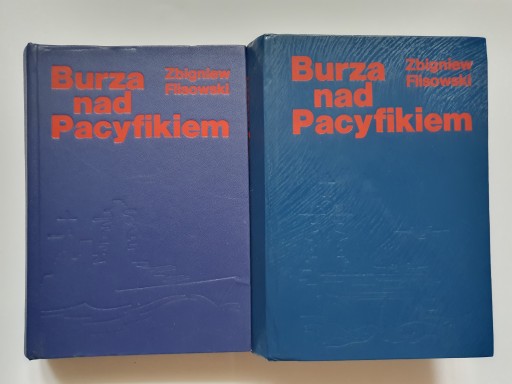 Burza
nad
Pacyfikiem
Zbigniew
Flisowski
Burza
nad
Pacyfikiem
Zbigniew
Flisowski